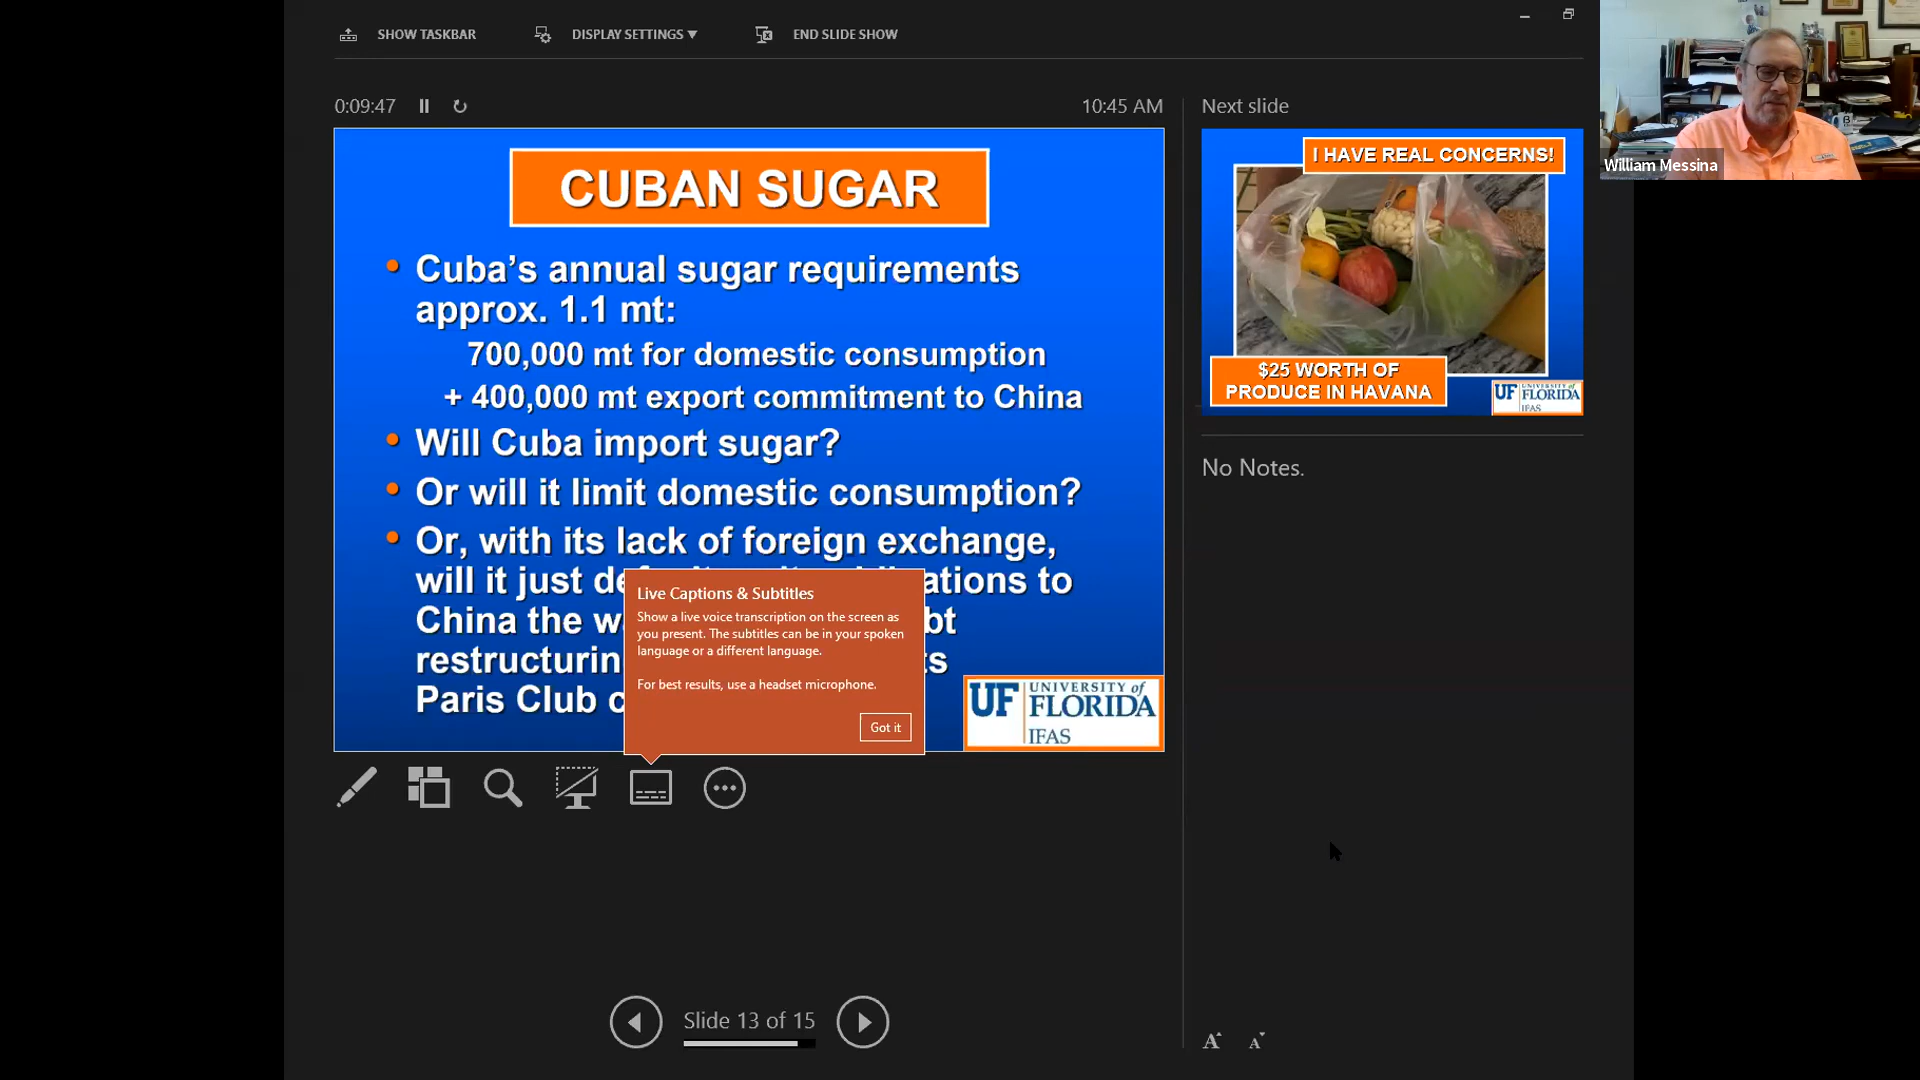 SHOW TASKBAR
DISPLAY SETTINGS ▾
END SLIDE SHOW
0:09:47
10:45 AM
CUBAN SUGAR
• Cuba's annual sugar requirements
approx. 1.1 mt:
700,000 mt for domestic consumption
+ 400,000 mt export commitment to China
• Will Cuba import sugar?
• Or will it limit domestic consumption?
• Or, with its lack of foreign exchange,
will it just
China the
Paris Club
to
Live Captions & Subtitles
Show a live voice transcription on the screen as
you present. The subtitles can be in your spoken
language or a different language.
For best results, use a headset microphone.
Got it
UF UNIVERSITY of
FLORIDA
IFAS
Slide 13 of 15
Next slide
I HAVE REAL CONCERNS!
$25 WORTH OF
PRODUCE IN HAVANA
UF UNIVERSITY of
FLORIDA
IFAS
No Notes.
A A
William Messina